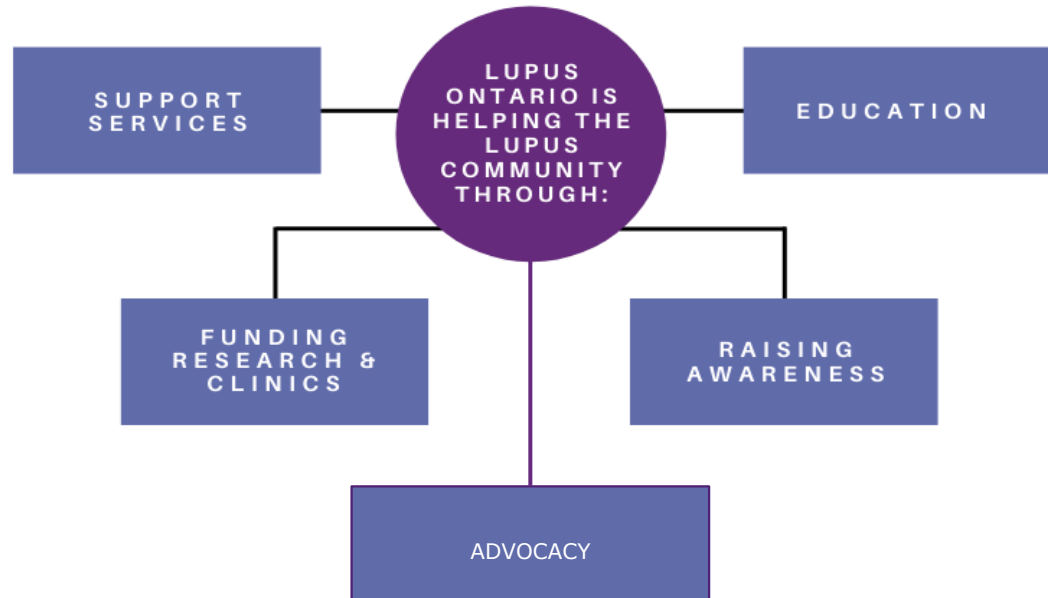 SUPPORT
SERVICES
LUPUS
ONTARIO IS
HELPING THE
LUPUS
COMMUNITY
THROUGH:
EDUCATION
FUNDING
RESEARCH &
CLINICS
RAISING
AWARENESS
ADVOCACY